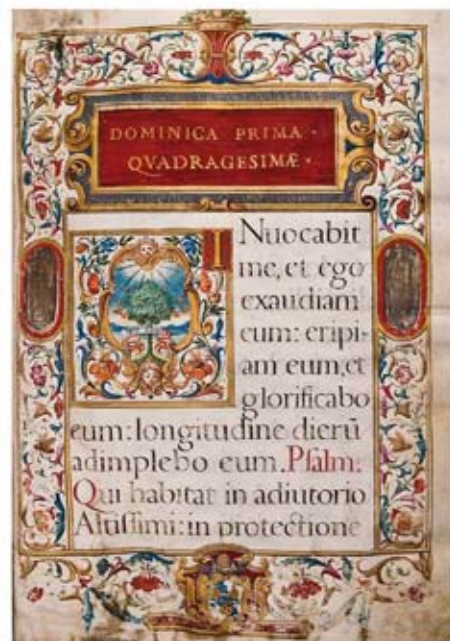 DOMINICA PRIMA ·
QVADRAGESIMÆ ·
INuocabit
me, et ego
exaudiam
eum: eripi-
am eum, et
glorificabo
eum: longitudine dierū
adimplebo eum. Psalm:
Qui habitat in adiutorio
Altissimi: in protectione